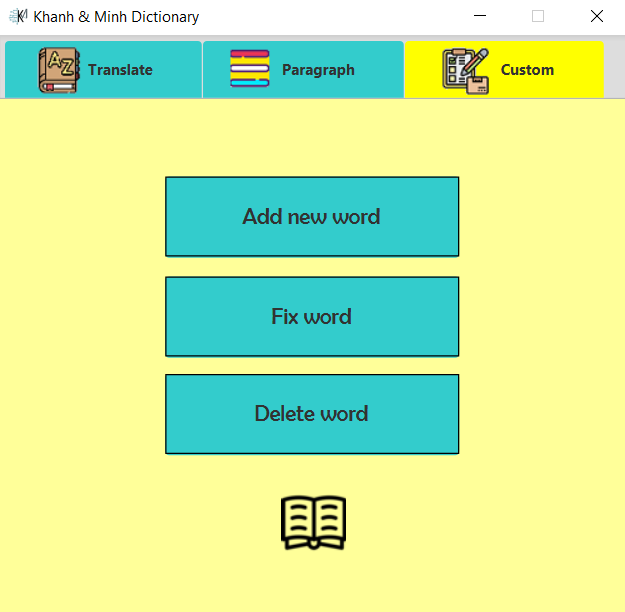 Khanh & Minh Dictionary
Translate
Paragraph
Custom
Add new word
Fix word
Delete word